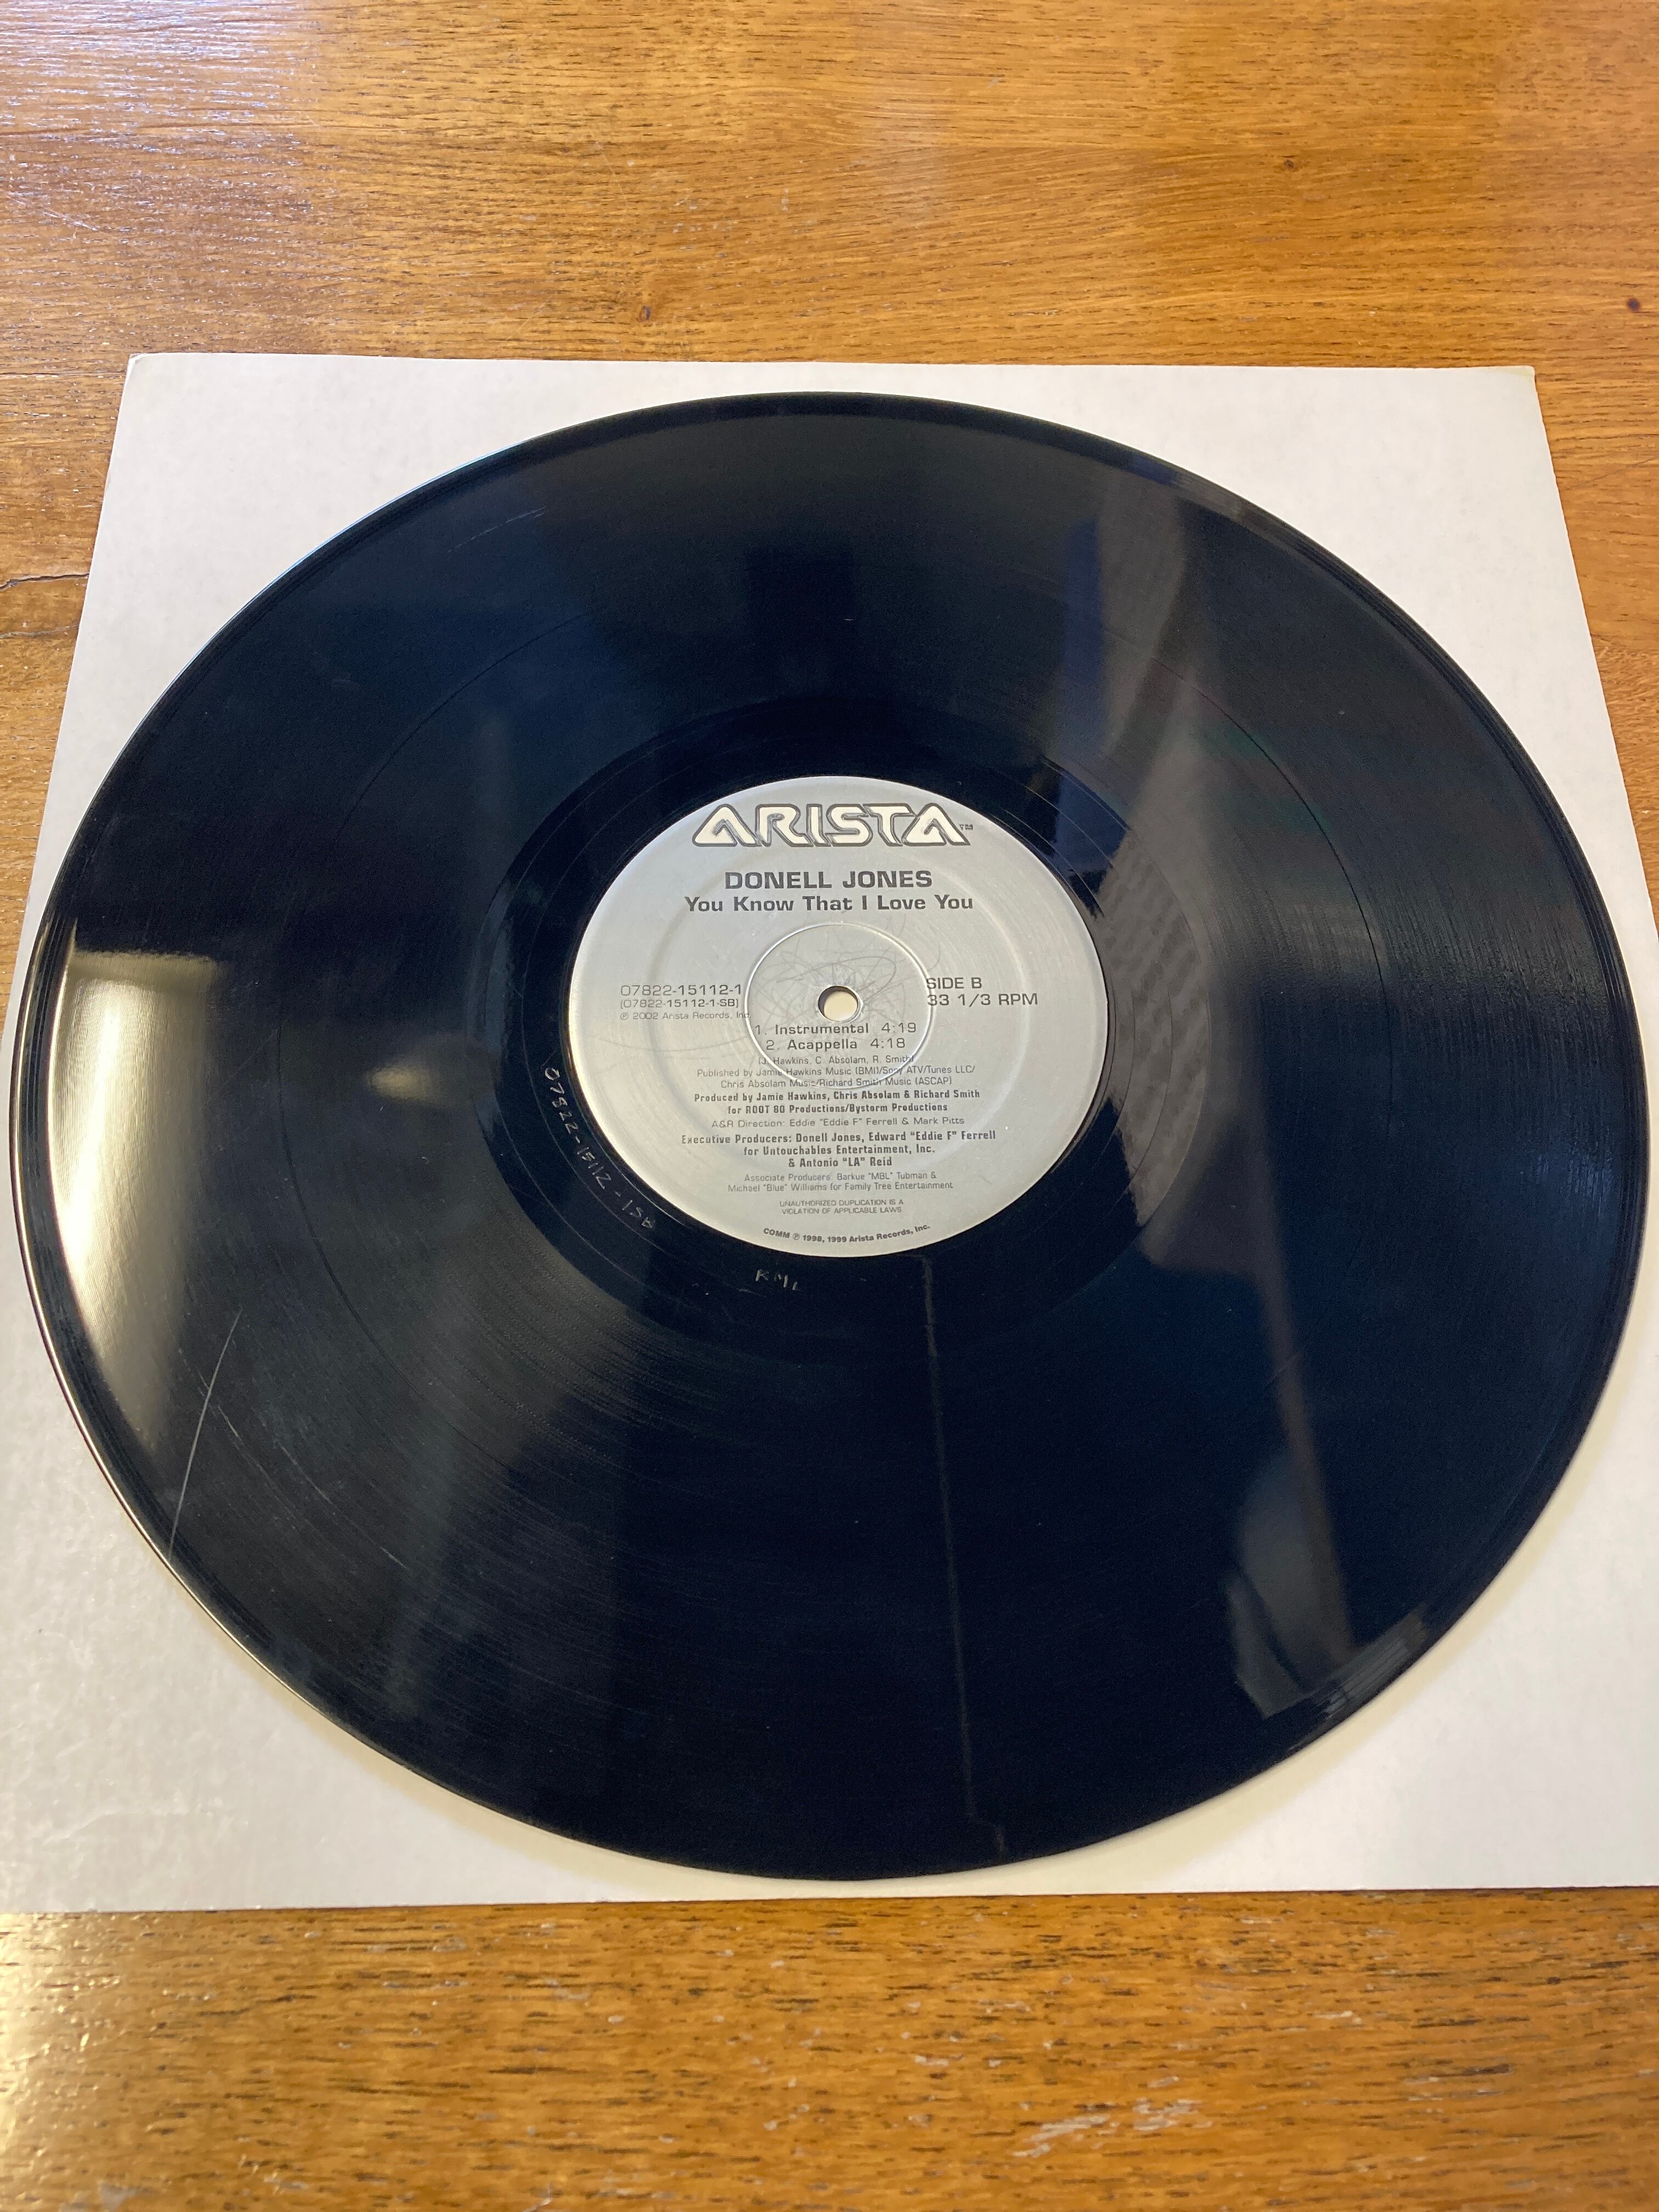 ARISTA™
DONELL JONES
You Know That I Love You
07822-15112-1
(07822-15112-1-SB)
℗ 2002 Arista Records, Inc.
SIDE B
33 1/3 RPM
1. Instrumental 4:19
2. Acappella 4:18
(J. Hawkins, C. Absolam, R. Smith)
Published by Jamie Hawkins Music (BMI)/Sony ATV/Tunes LLC/
Chris Absolam Music/Richard Smith Music (ASCAP)
Produced by Jamie Hawkins, Chris Absolam & Richard Smith
for ROOT 80 Productions/Bystorm Productions
A&R Direction: Eddie "Eddie F" Ferrell & Mark Pitts
Executive Producers: Donell Jones, Edward "Eddie F" Ferrell
for Untouchables Entertainment, Inc.
& Antonio "LA" Reid
Associate Producers: Barkue "MBL" Tubman &
Michael "Blue" Williams for Family Tree Entertainment
UNAUTHORIZED DUPLICATION IS A
VIOLATION OF APPLICABLE LAWS
COMM ℗ 1998, 1999 Arista Records, Inc.
07822-15112-1SB